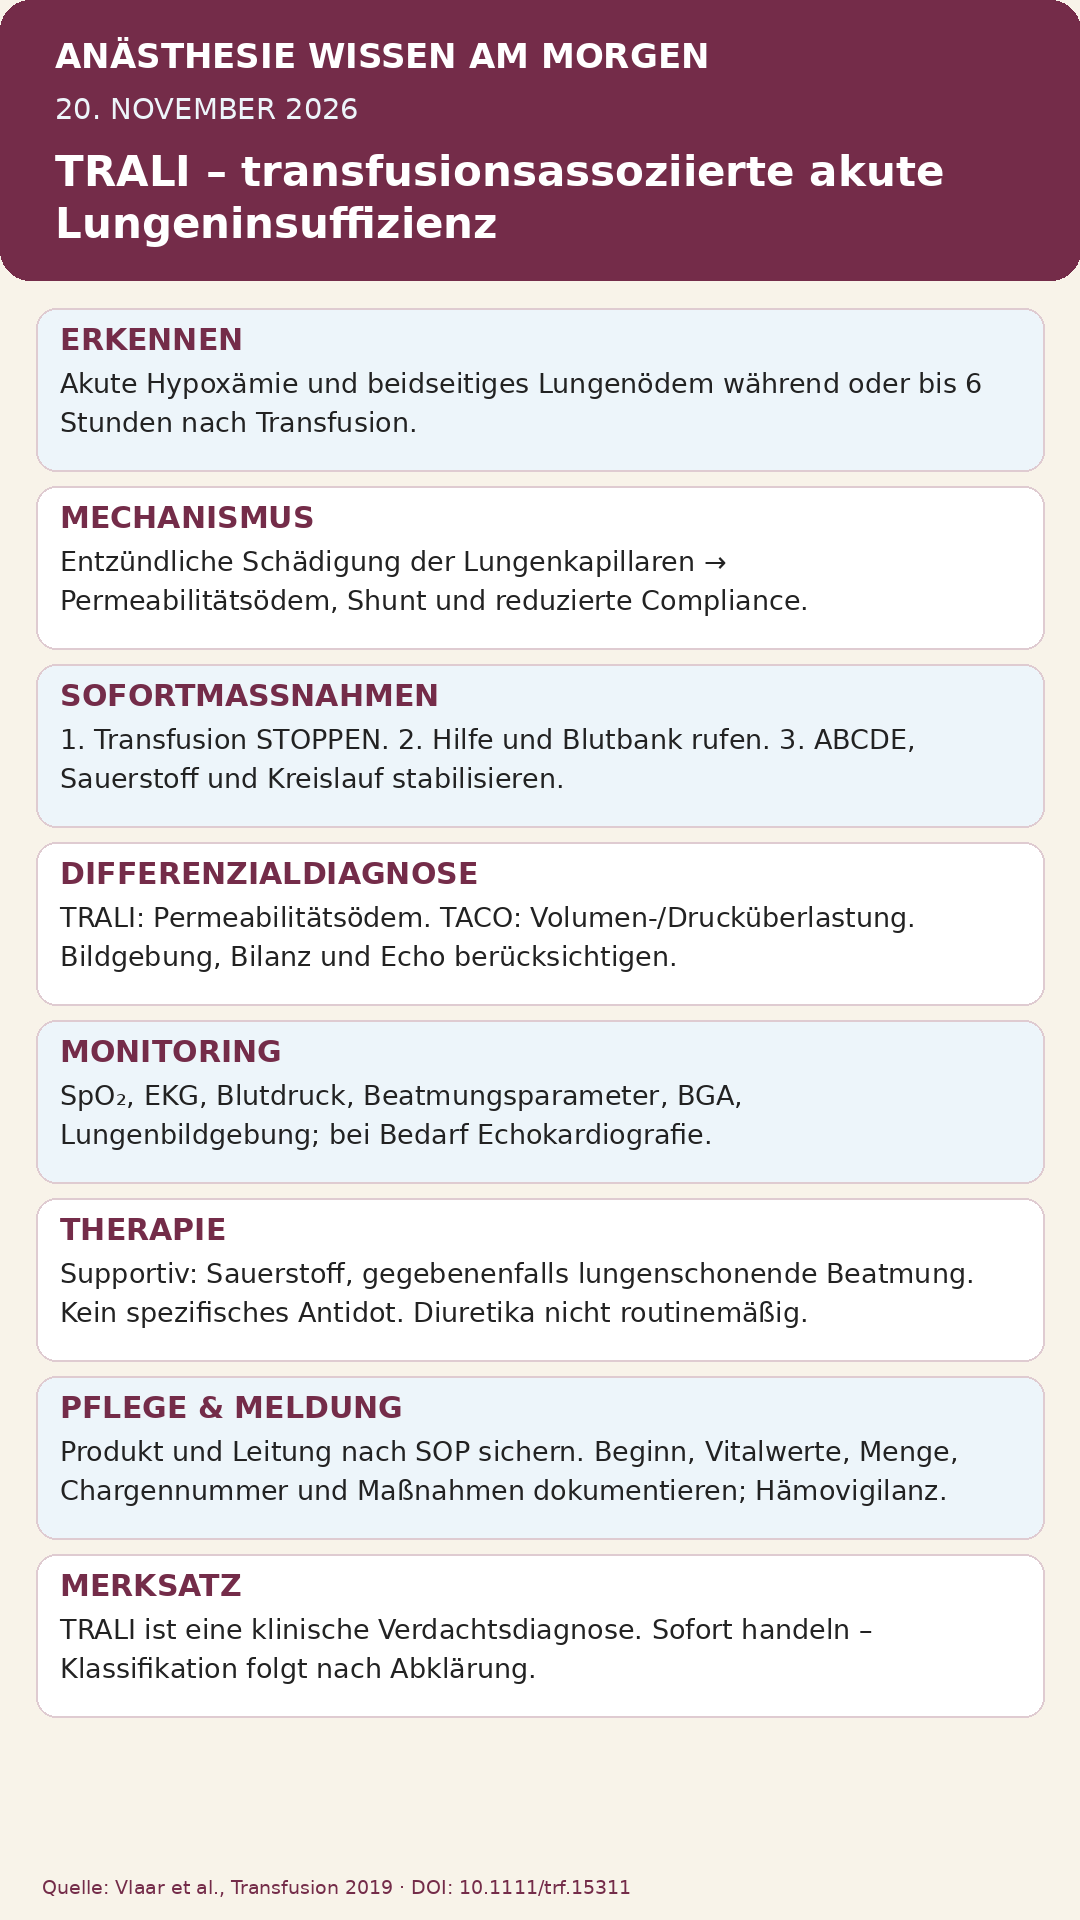 ANÄSTHESIE WISSEN AM MORGEN
20. NOVEMBER 2026
TRALI – transfusionsassoziierte akute
Lungeninsuffizienz
ERKENNEN
Akute Hypoxämie und beidseitiges Lungenödem während oder bis 6
Stunden nach Transfusion.
MECHANISMUS
Entzündliche Schädigung der Lungenkapillaren →
Permeabilitätsödem, Shunt und reduzierte Compliance.
SOFORTMASSNAHMEN
1. Transfusion STOPPEN. 2. Hilfe und Blutbank rufen. 3. ABCDE,
Sauerstoff und Kreislauf stabilisieren.
DIFFERENZIALDIAGNOSE
TRALI: Permeabilitätsödem. TACO: Volumen-/Drucküberlastung.
Bildgebung, Bilanz und Echo berücksichtigen.
MONITORING
SpO₂, EKG, Blutdruck, Beatmungsparameter, BGA,
Lungenbildgebung; bei Bedarf Echokardiografie.
THERAPIE
Supportiv: Sauerstoff, gegebenenfalls lungenschonende Beatmung.
Kein spezifisches Antidot. Diuretika nicht routinemäßig.
PFLEGE & MELDUNG
Produkt und Leitung nach SOP sichern. Beginn, Vitalwerte, Menge,
Chargennummer und Maßnahmen dokumentieren; Hämovigilanz.
MERKSATZ
TRALI ist eine klinische Verdachtsdiagnose. Sofort handeln –
Klassifikation folgt nach Abklärung.
Quelle: Vlaar et al., Transfusion 2019 · DOI: 10.1111/trf.15311